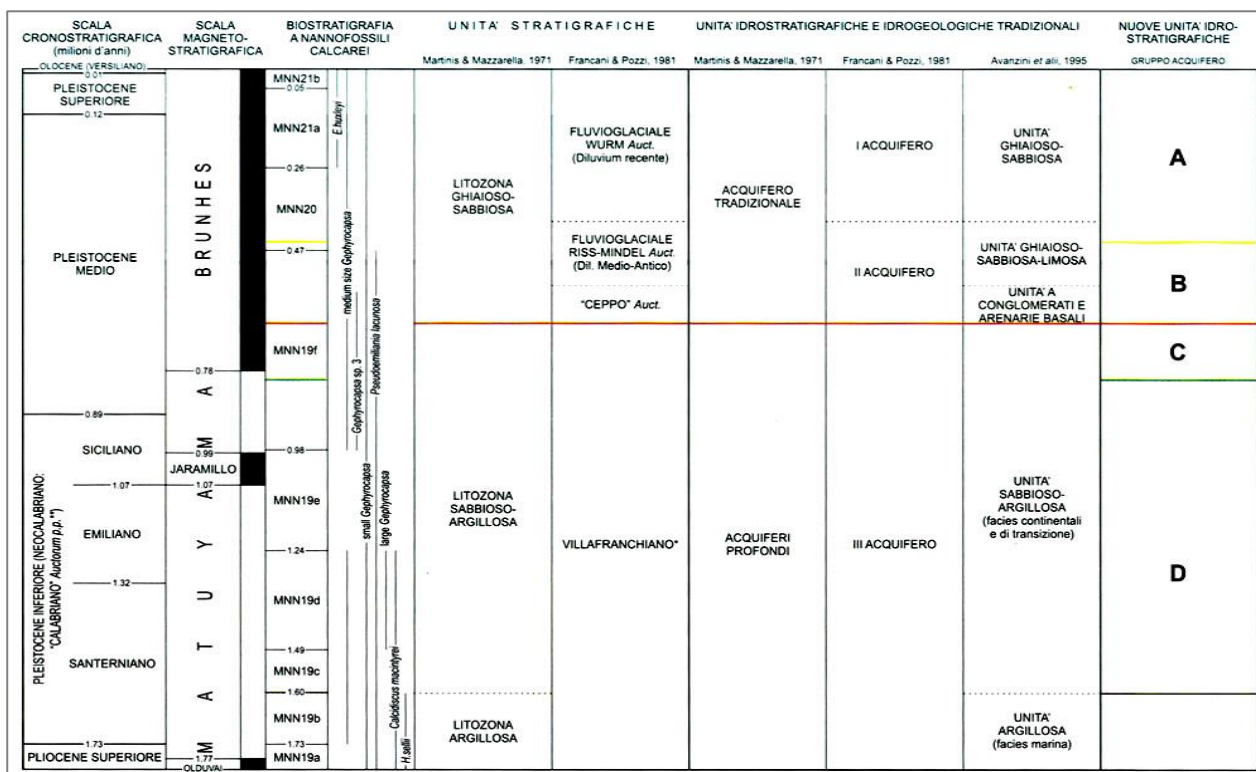 SCALA
CRONOSTRATIGRAFICA
(milioni d'anni)
OLOCENE (VERSILIANO)
0.01
PLEISTOCENE
SUPERIORE
0.12
PLEISTOCENE
MEDIO
0.89
PLEISTOCENE INFERIORE (NEOCALABRIANO:
"CALABRIANO" Auctorum p.p.**)
SICILIANO
1.07
EMILIANO
1.32
SANTERNIANO
1.73
PLIOCENE SUPERIORE
SCALA
MAGNETO-
STRATIGRAFICA
BRUNHES
0.78
MATUYAMA
0.99
JARAMILLO
1.07
1.77
OLDUVAI
BIOSTRATIGRAFIA
A NANNOFOSSILI
CALCAREI
MNN21b
0.05
MNN21a
0.26
MNN20
0.47
MNN19f
0.98
MNN19e
1.24
MNN19d
1.49
MNN19c
1.60
MNN19b
1.73
MNN19a
E.huxleyi
medium size Gephyrocapsa
Gephyrocapsa sp. 3
small Gephyrocapsa
Pseudoemiliania lacunosa
large Gephyrocapsa
Calcidiscus macintyrei
H.sellii
UNITA' STRATIGRAFICHE
Martinis & Mazzarella, 1971
LITOZONA
GHIAIOSO-
SABBIOSA
LITOZONA
SABBIOSO-
ARGILLOSA
LITOZONA
ARGILLOSA
Francani & Pozzi, 1981
FLUVIOGLACIALE
WURM Auct.
(Diluvium recente)
FLUVIOGLACIALE
RISS-MINDEL Auct.
(Dil. Medio-Antico)
"CEPPO" Auct.
VILLAFRANCHIANO*
UNITA' IDROSTRATIGRAFICHE E IDROGEOLOGICHE TRADIZIONALI
Martinis & Mazzarella, 1971
ACQUIFERO
TRADIZIONALE
ACQUIFERI
PROFONDI
Francani & Pozzi, 1981
I ACQUIFERO
II ACQUIFERO
III ACQUIFERO
Avanzini et alii, 1995
UNITA'
GHIAIOSO-
SABBIOSA
UNITA' GHIAIOSO-
SABBIOSA-LIMOSA
UNITA' A
CONGLOMERATI E
ARENARIE BASALI
UNITA'
SABBIOSO-
ARGILLOSA
(facies continentali
e di transizione)
UNITA'
ARGILLOSA
(facies marina)
NUOVE UNITA' IDRO-
STRATIGRAFICHE
GRUPPO ACQUIFERO
A
B
C
D